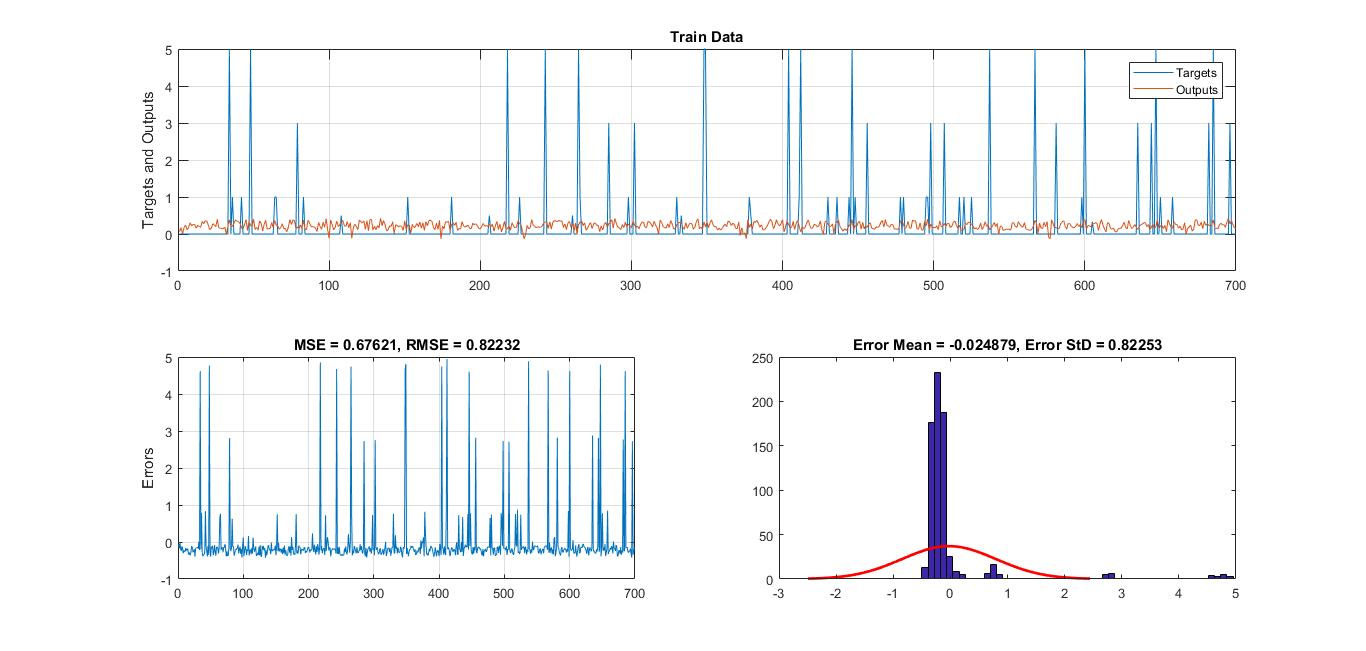 Train Data
Targets and Outputs
5
4
3
2
1
0
-1
0 100 200 300 400 500 600 700
Targets
Outputs
MSE = 0.67621, RMSE = 0.82232
Errors
5
4
3
2
1
0
-1
0 100 200 300 400 500 600 700
Error Mean = -0.024879, Error StD = 0.82253
250
200
150
100
50
0
-3 -2 -1 0 1 2 3 4 5